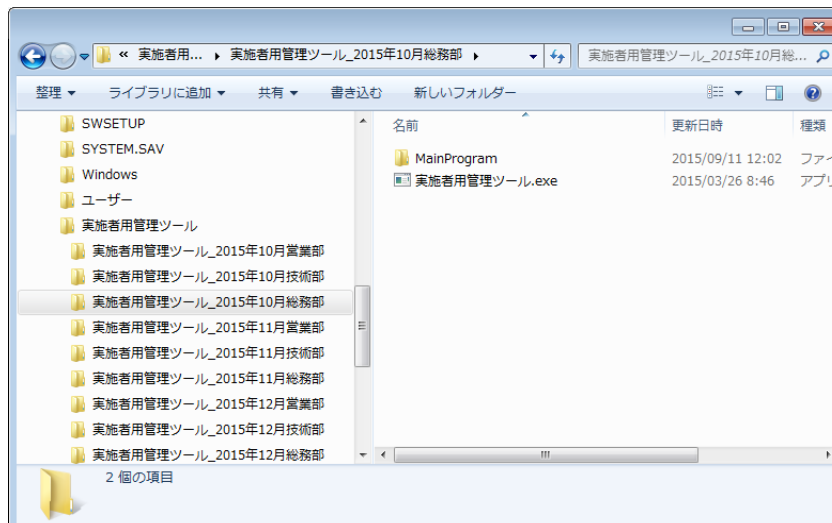 « 実施者用... ▸ 実施者用管理ツール_2015年10月総務部 ▸
実施者用管理ツール_2015年10月総...
整理 ライブラリに追加 共有 書き込む 新しいフォルダー
SWSETUP
SYSTEM.SAV
Windows
ユーザー
実施者用管理ツール
実施者用管理ツール_2015年10月営業部
実施者用管理ツール_2015年10月技術部
実施者用管理ツール_2015年10月総務部
実施者用管理ツール_2015年11月営業部
実施者用管理ツール_2015年11月技術部
実施者用管理ツール_2015年11月総務部
実施者用管理ツール_2015年12月営業部
実施者用管理ツール_2015年12月技術部
実施者用管理ツール_2015年12月総務部
名前 更新日時 種類
MainProgram 2015/09/11 12:02 ファイ
実施者用管理ツール.exe 2015/03/26 8:46 アプリ
2 個の項目